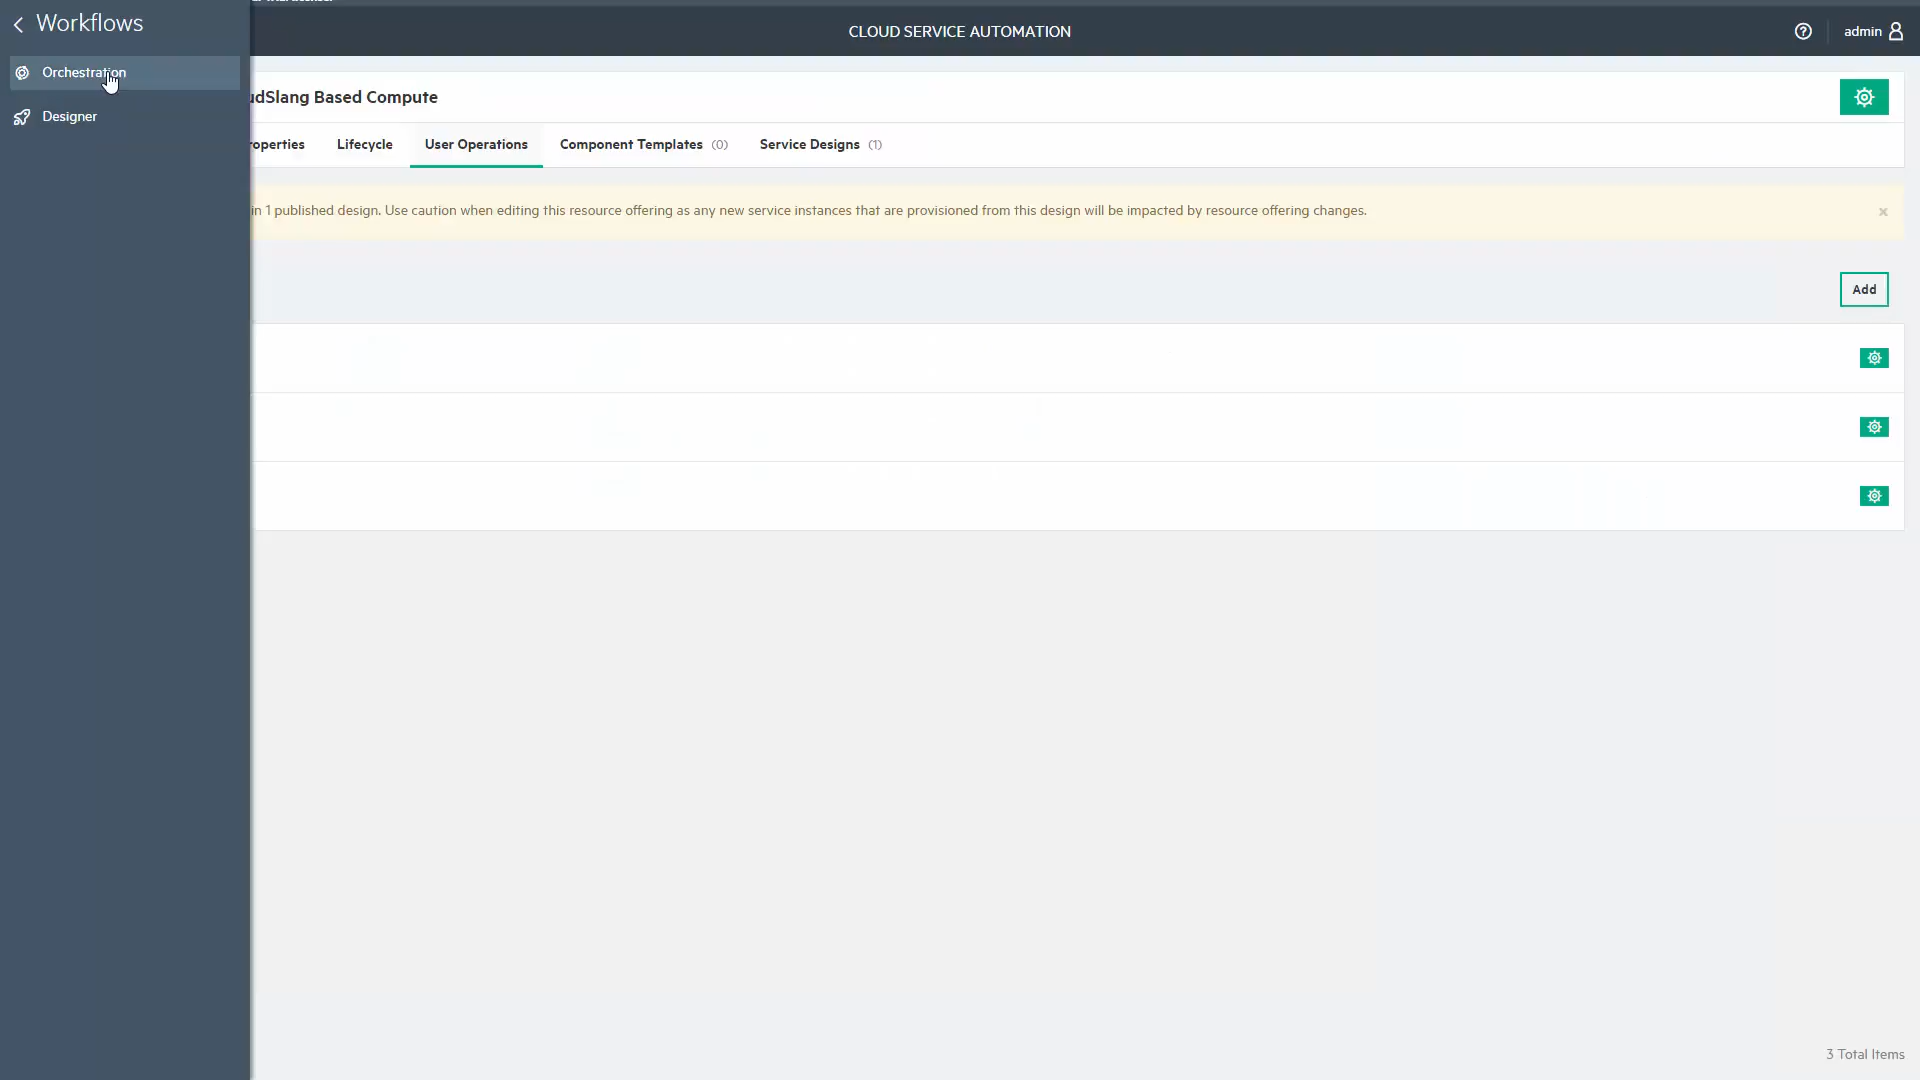 Workflows
CLOUD SERVICE AUTOMATION
admin
Orchestration
Designer
udSlang Based Compute
operties
Lifecycle
User Operations
Component Templates (0)
Service Designs (1)
in 1 published design. Use caution when editing this resource offering as any new service instances that are provisioned from this design will be impacted by resource offering changes.
Add
3 Total Items